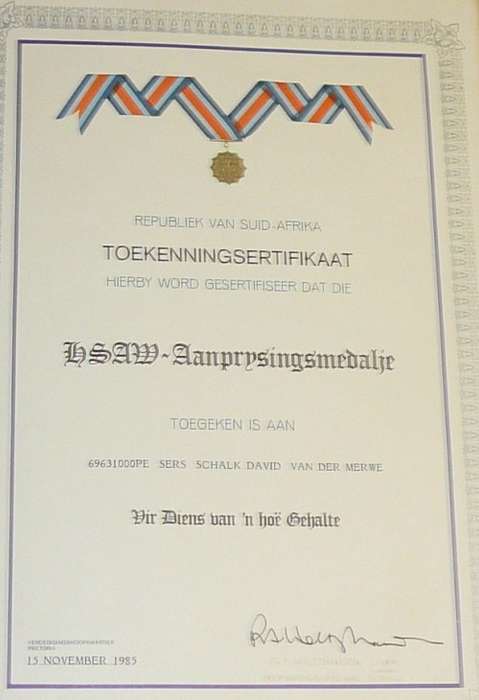 REPUBLIEK VAN SUID-AFRIKA
TOEKENNINGSERTIFIKAAT
HIERBY WORD GESERTIFISEER DAT DIE
HSAW-Aanprysingsmedalje
TOEGEKEN IS AAN
69631000PE SERS SCHALK DAVID VAN DER MERWE
Vir Diens van 'n hoë Gehalte
PRETORIA
15 NOVEMBER 1985